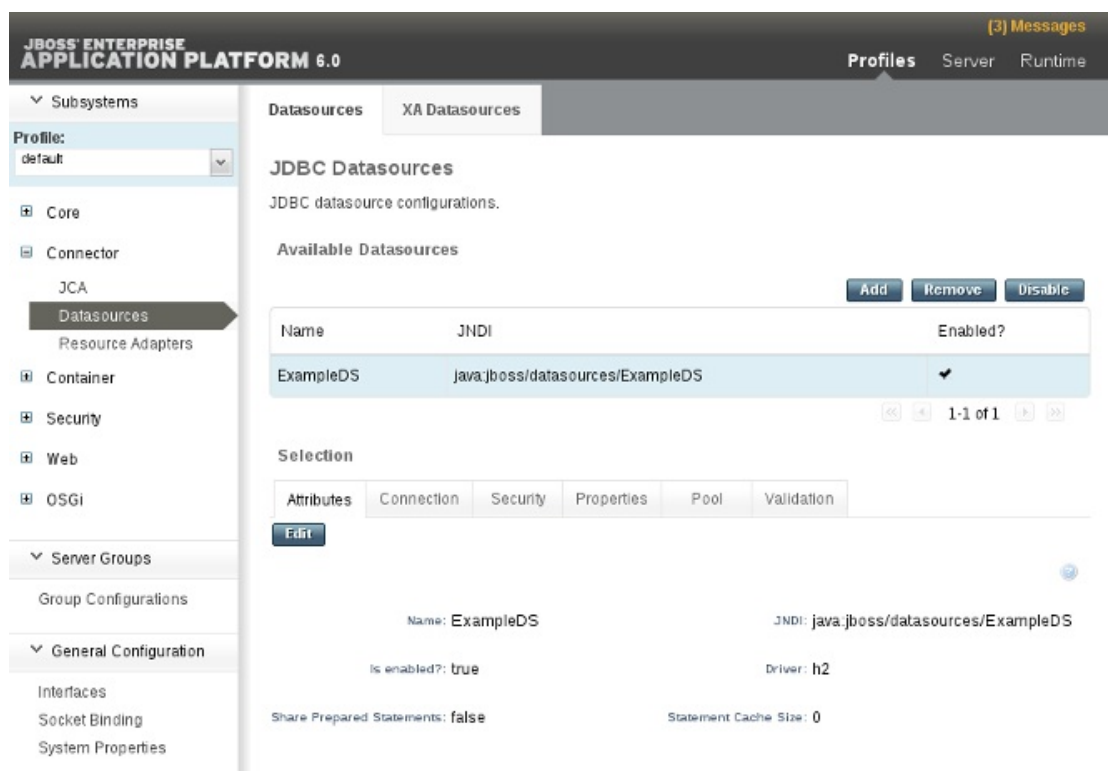 (3) Messages
JBOSS' ENTERPRISE
APPLICATION PLATFORM 6.0
Profiles Server Runtime
Subsystems
Profile:
default
Core
Connector
JCA
Datasources
Resource Adapters
Container
Security
Web
OSGi
Server Groups
Group Configurations
General Configuration
Interfaces
Socket Binding
System Properties
Datasources XA Datasources
JDBC Datasources
JDBC datasource configurations.
Available Datasources
Add Remove Disable
Name JNDI Enabled?
ExampleDS java:jboss/datasources/ExampleDS
1-1 of 1
Selection
Attributes Connection Security Properties Pool Validation
Edit
Name: ExampleDS JNDI: java:jboss/datasources/ExampleDS
Is enabled?: true Driver: h2
Share Prepared Statements: false Statement Cache Size: 0